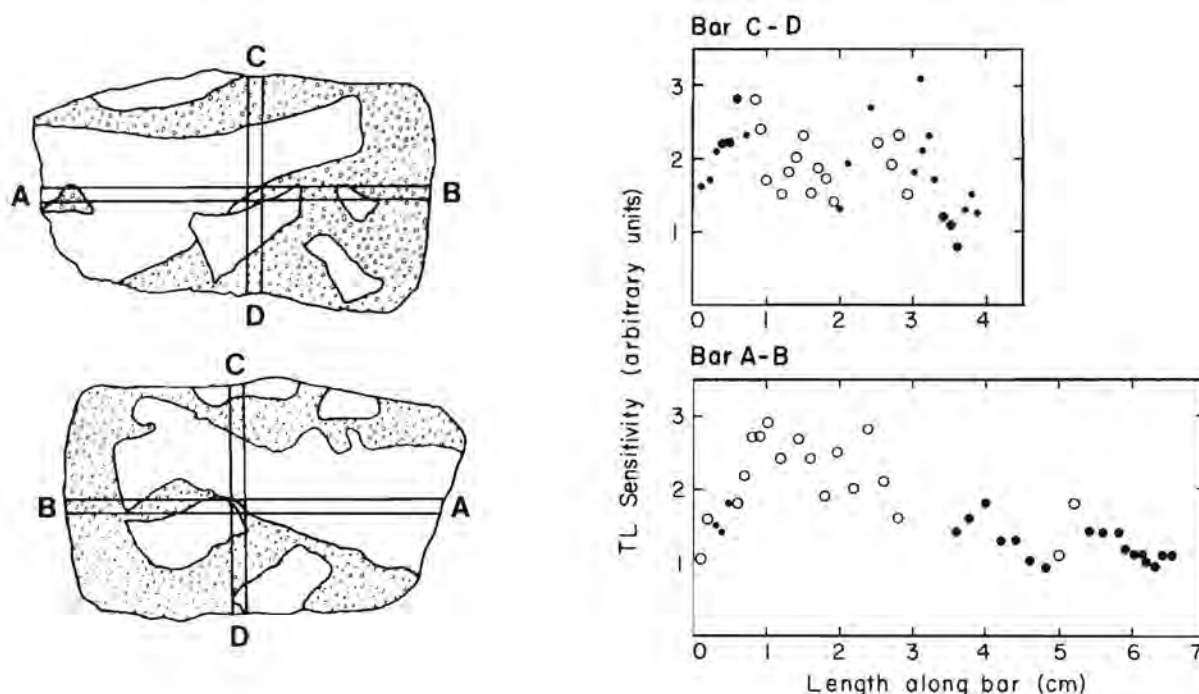 C
A
B
D
C
B
A
D
Bar C-D
3
2
1
0 1 2 3 4
Bar A-B
3
2
1
0 1 2 3 4 5 6 7
TL Sensitivity (arbitrary units)
Length along bar (cm)